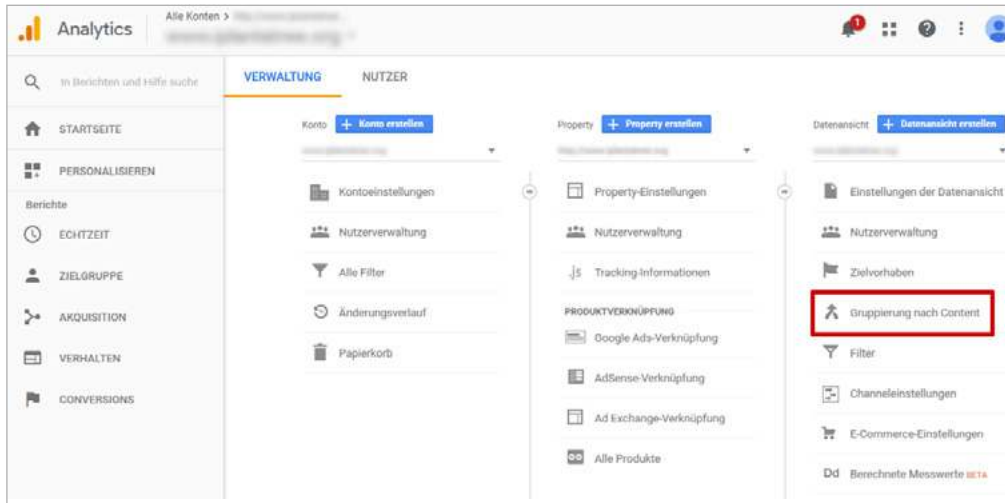 Analytics
Alle Konten >
1
In Berichten und Hilfe suche
STARTSEITE
PERSONALISIEREN
Berichte
ECHTZEIT
ZIELGRUPPE
AKQUISITION
VERHALTEN
CONVERSIONS
VERWALTUNG NUTZER
Konto + Konto erstellen
Kontoeinstellungen
Nutzerverwaltung
Alle Filter
Änderungsverlauf
Papierkorb
Property + Property erstellen
Property-Einstellungen
Nutzerverwaltung
JS Tracking-Informationen
PRODUKTVERKNÜPFUNG
Google Ads-Verknüpfung
AdSense-Verknüpfung
Ad Exchange-Verknüpfung
Alle Produkte
Datenansicht + Datenansicht erstellen
Einstellungen der Datenansicht
Nutzerverwaltung
Zielvorhaben
Gruppierung nach Content
Filter
Channeleinstellungen
E-Commerce-Einstellungen
Dd Berechnete Messwerte BETA